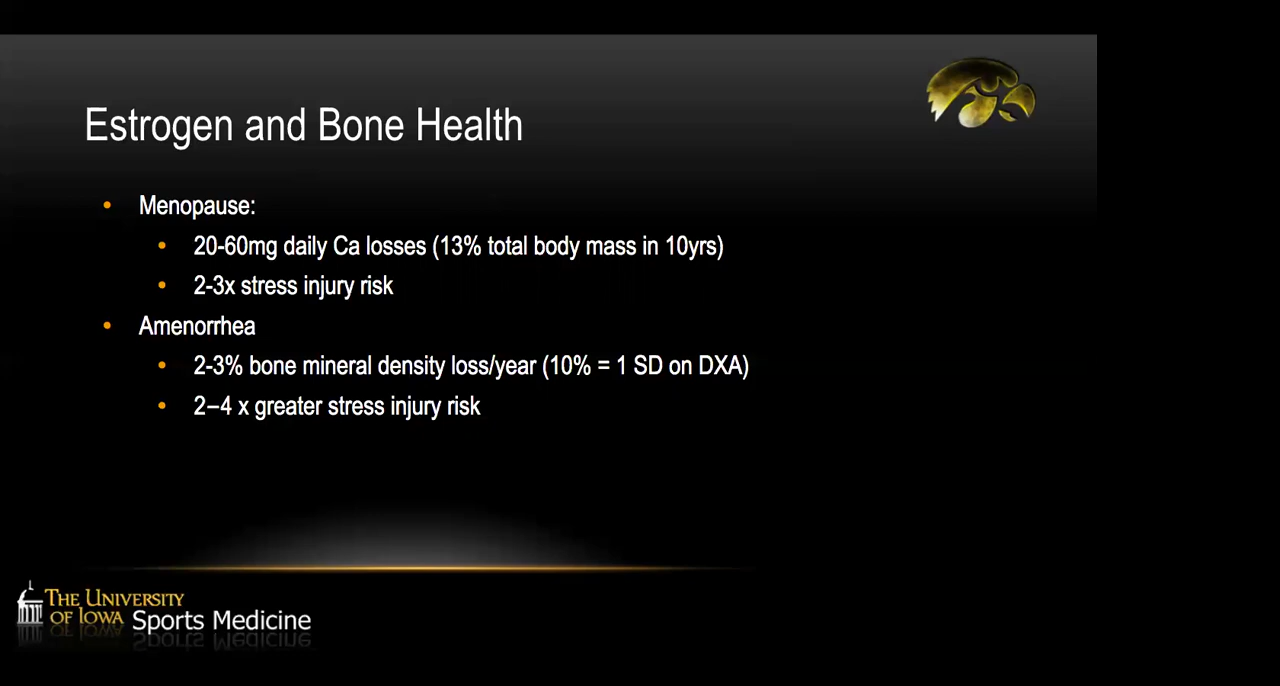 Estrogen and Bone Health
• Menopause:
• 20-60mg daily Ca losses (13% total body mass in 10yrs)
• 2-3x stress injury risk
• Amenorrhea
• 2-3% bone mineral density loss/year (10% = 1 SD on DXA)
• 2–4 x greater stress injury risk
THE UNIVERSITY
OF IOWA Sports Medicine